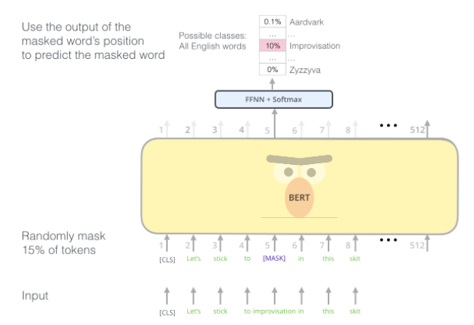 Use the output of the
masked word's position
to predict the masked word
Possible classes:
All English words
0.1% Aardvark
... ...
10% Improvisation
... ...
0% Zyzzyva
FFNN + Softmax
1 2 3 4 5 6 7 8 ... 512
BERT
Randomly mask
15% of tokens
1 2 3 4 5 6 7 8 ... 512
[CLS] Let's stick to [MASK] in this skit
Input
[CLS] Let's stick to improvisation in this skit